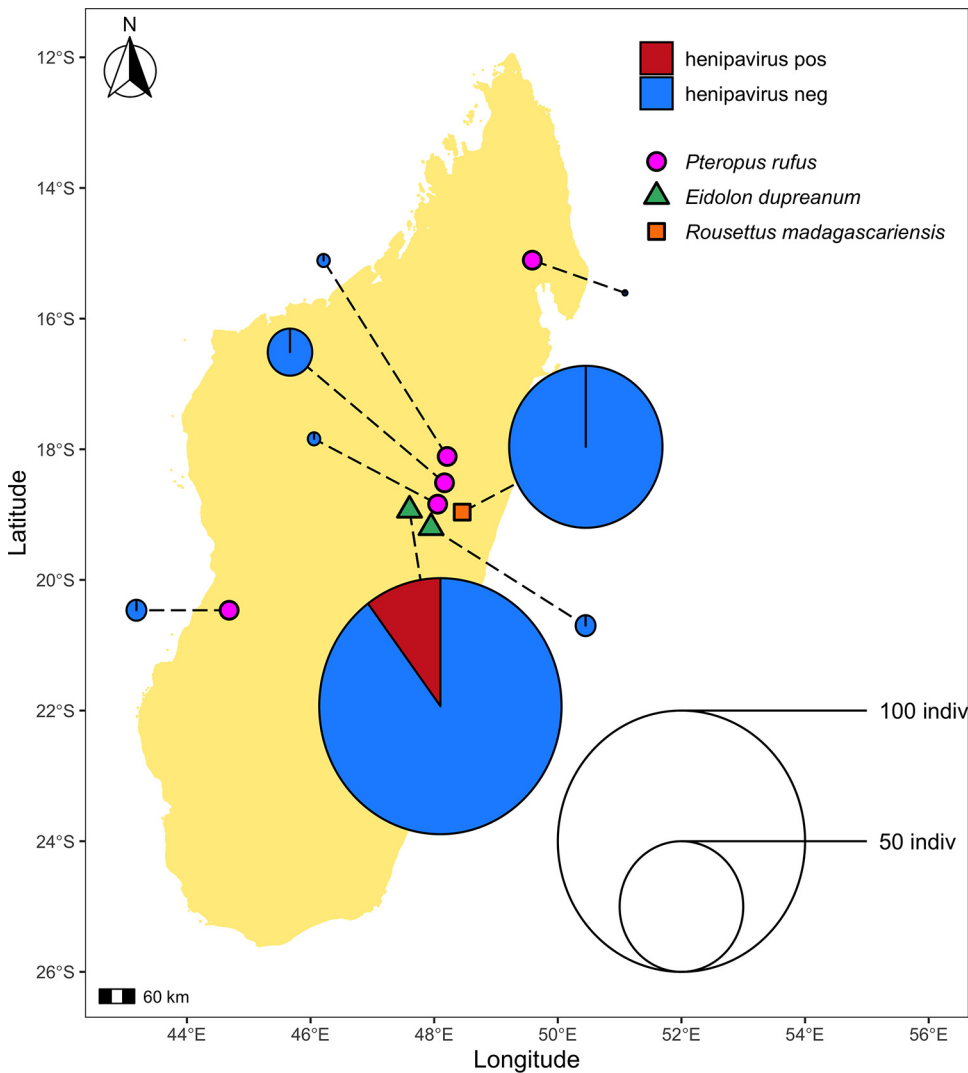 N
henipavirus pos
henipavirus neg
Pteropus rufus
Eidolon dupreanum
Rousettus madagascariensis
12°S
14°S
16°S
18°S
20°S
22°S
24°S
26°S
Latitude
100 indiv
50 indiv
60 km
44°E 46°E 48°E 50°E 52°E 54°E 56°E
Longitude